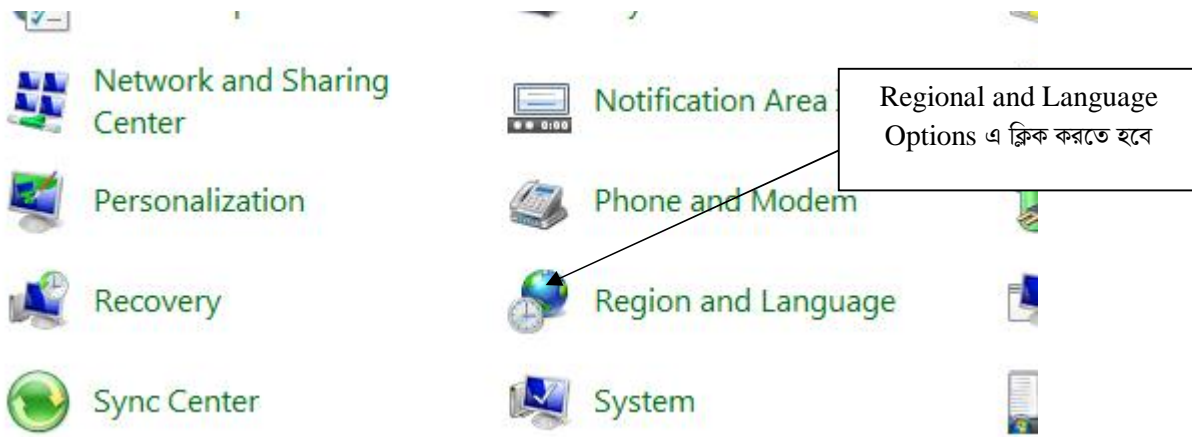 Network and Sharing
Center
Notification Area
Regional and Language
Options এ ক্লিক করতে হবে
Personalization
Phone and Modem
Recovery
Region and Language
Sync Center
System